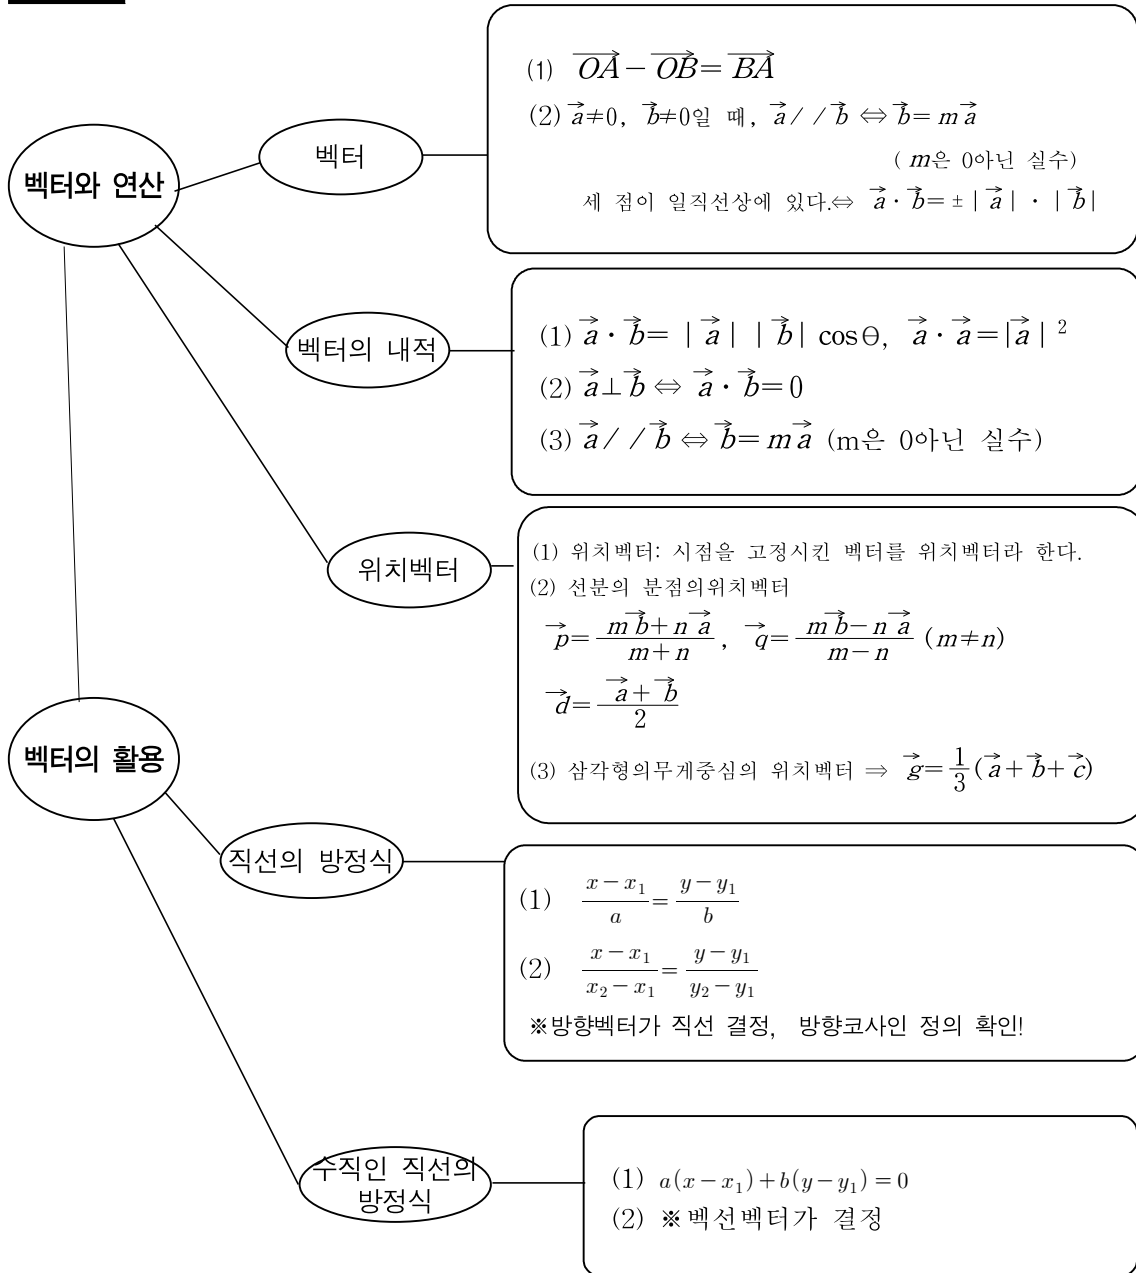 벡터와 연산
벡터
(1) $\overrightarrow{OA}-\overrightarrow{OB}=\overrightarrow{BA}$
(2) $\vec{a}\neq0$, $\vec{b}\neq0$일 때, $\vec{a}//\vec{b} \Leftrightarrow \vec{b}=m\vec{a}$
( $m$은 0아닌 실수)
세 점이 일직선상에 있다.⇔ $\vec{a}\cdot\vec{b}=\pm|\vec{a}|\cdot|\vec{b}|$
벡터의 내적
(1) $\vec{a}\cdot\vec{b}=|\vec{a}||\vec{b}|\cos\Theta$, $\vec{a}\cdot\vec{a}=|\vec{a}|^2$
(2) $\vec{a}\perp\vec{b} \Leftrightarrow \vec{a}\cdot\vec{b}=0$
(3) $\vec{a}//\vec{b} \Leftrightarrow \vec{b}=m\vec{a}$ (m은 0아닌 실수)
위치벡터
(1) 위치벡터: 시점을 고정시킨 벡터를 위치벡터라 한다.
(2) 선분의 분점의위치벡터
$\vec{p}=\frac{m\vec{b}+n\vec{a}}{m+n}$, $\vec{q}=\frac{m\vec{b}-n\vec{a}}{m-n}$ $(m\neq n)$
$\vec{d}=\frac{\vec{a}+\vec{b}}{2}$
(3) 삼각형의무게중심의 위치벡터 ⇒ $\vec{g}=\frac{1}{3}(\vec{a}+\vec{b}+\vec{c})$
벡터의 활용
직선의 방정식
(1) $\frac{x-x_1}{a}=\frac{y-y_1}{b}$
(2) $\frac{x-x_1}{x_2-x_1}=\frac{y-y_1}{y_2-y_1}$
※방향벡터가 직선 결정, 방향코사인 정의 확인!
수직인 직선의
방정식
(1) $a(x-x_1)+b(y-y_1)=0$
(2) ※벡선벡터가 결정